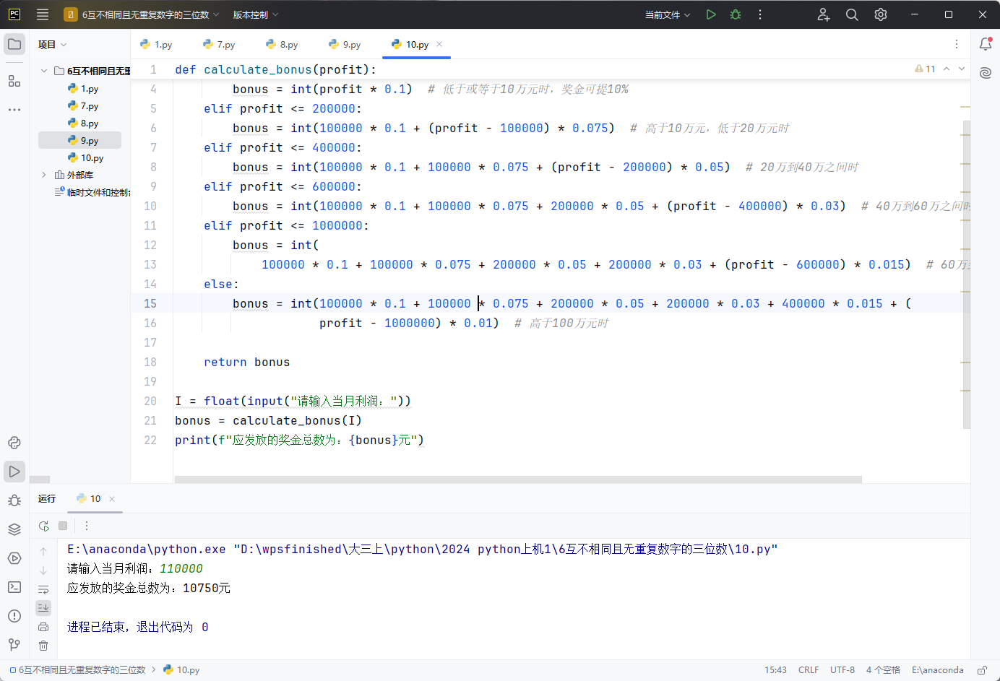 PC 6互不相同且无重复数字的三位数 版本控制 当前文件
项目 1.py 7.py 8.py 9.py 10.py
6互不相同且无重
1.py
7.py
8.py
9.py
10.py
外部库
临时文件和控制台
1 def calculate_bonus(profit): 11
4 bonus = int(profit * 0.1) # 低于或等于10万元时，奖金可提10%
5 elif profit <= 200000:
6 bonus = int(100000 * 0.1 + (profit - 100000) * 0.075) # 高于10万元，低于20万元时
7 elif profit <= 400000:
8 bonus = int(100000 * 0.1 + 100000 * 0.075 + (profit - 200000) * 0.05) # 20万到40万之间时
9 elif profit <= 600000:
10 bonus = int(100000 * 0.1 + 100000 * 0.075 + 200000 * 0.05 + (profit - 400000) * 0.03) # 40万到60万之间时
11 elif profit <= 1000000:
12 bonus = int(
13 100000 * 0.1 + 100000 * 0.075 + 200000 * 0.05 + 200000 * 0.03 + (profit - 600000) * 0.015) # 60万到
14 else:
15 bonus = int(100000 * 0.1 + 100000 * 0.075 + 200000 * 0.05 + 200000 * 0.03 + 400000 * 0.015 + (
16 profit - 1000000) * 0.01) # 高于100万元时
17
18 return bonus
19
20 I = float(input("请输入当月利润："))
21 bonus = calculate_bonus(I)
22 print(f"应发放的奖金总数为：{bonus}元")
运行 10
E:\anaconda\python.exe "D:\wpsfinished\大三上\python\2024 python上机1\6互不相同且无重复数字的三位数\10.py"
请输入当月利润：110000
应发放的奖金总数为：10750元
进程已结束，退出代码为 0
6互不相同且无重复数字的三位数 10.py 15:43 CRLF UTF-8 4 个空格 E:\anaconda